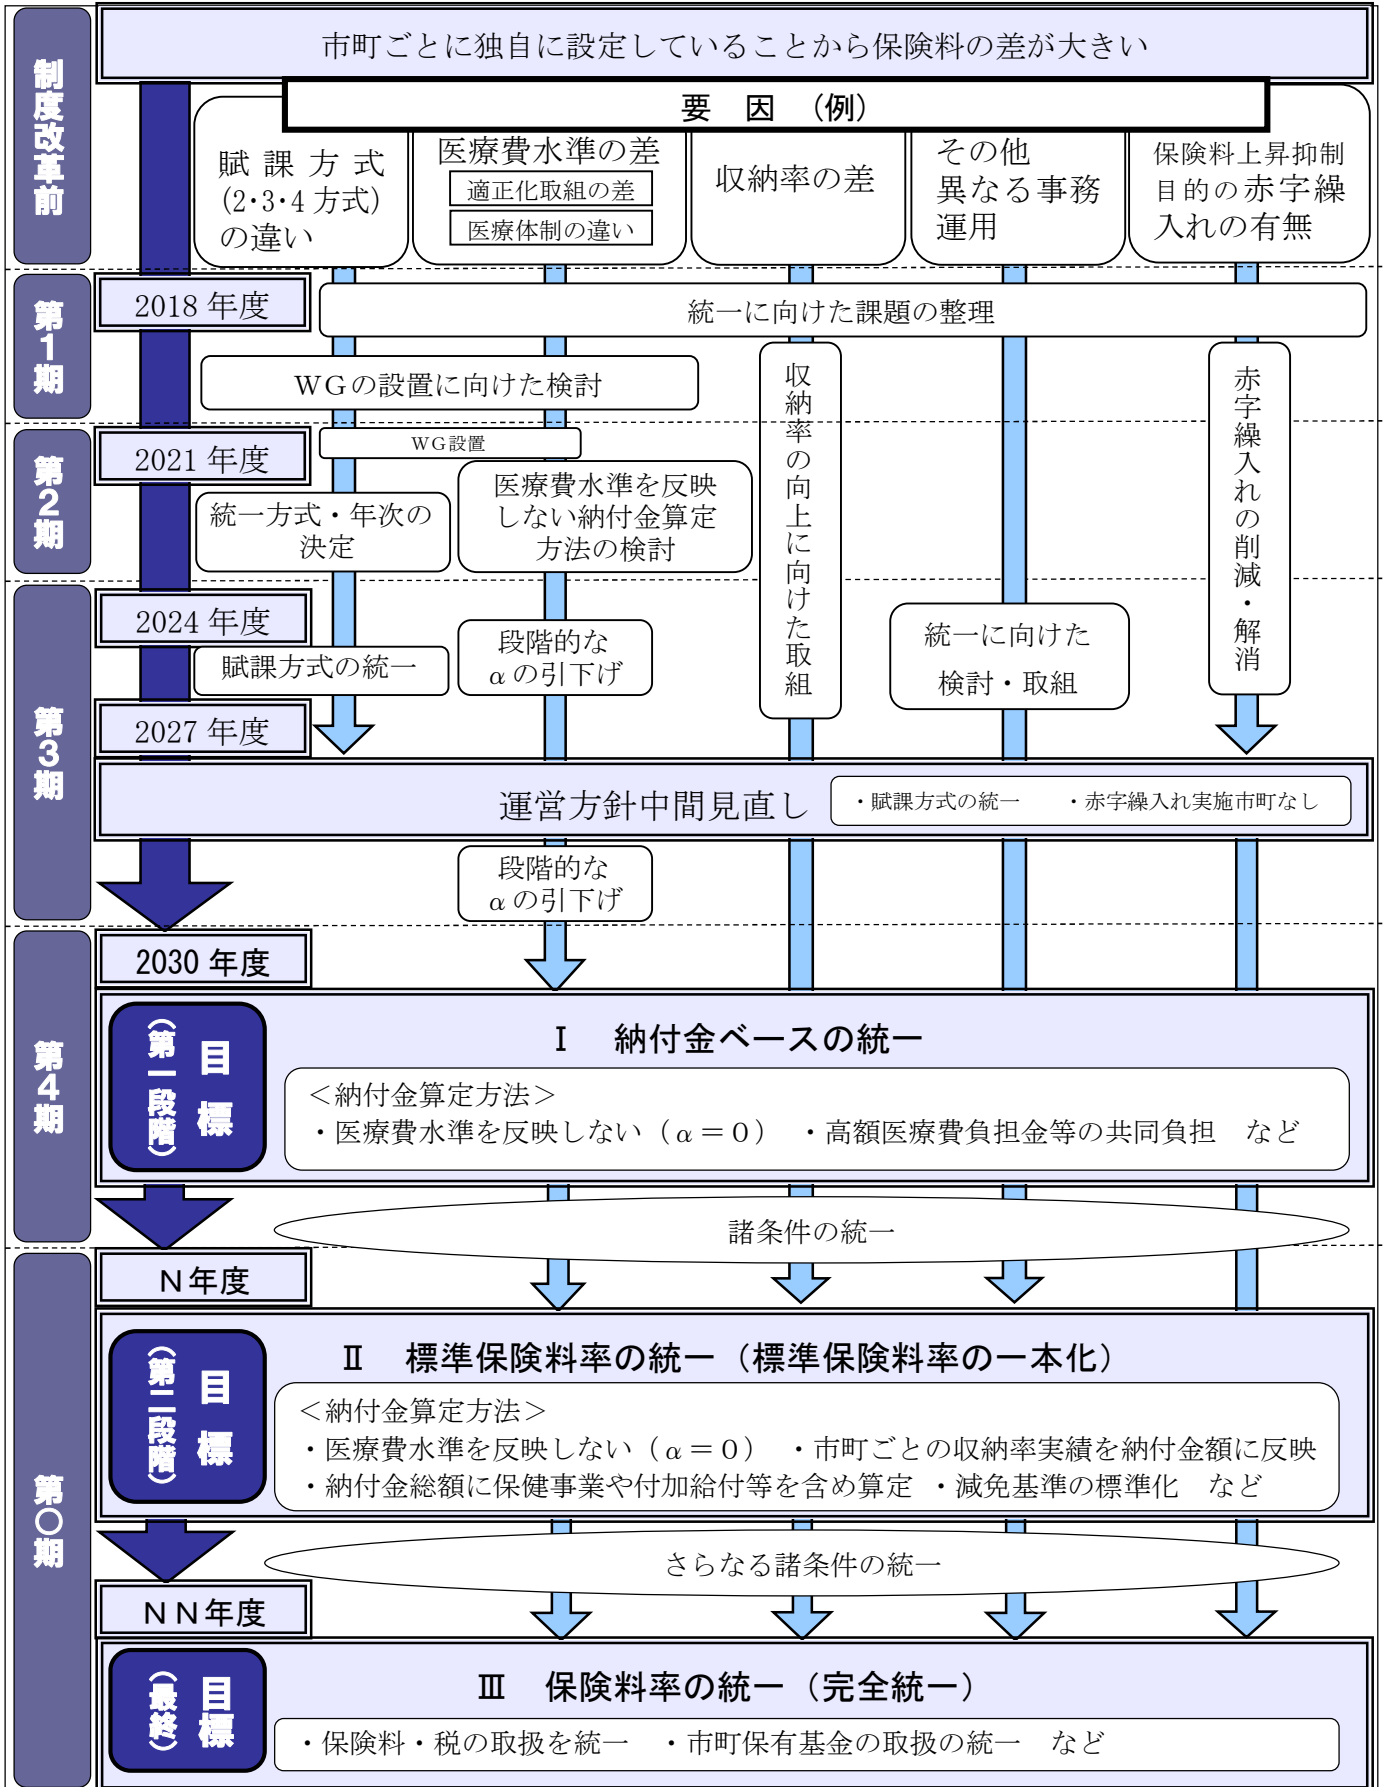 制度改革前
市町ごとに独自に設定していることから保険料の差が大きい
要　因　（例）
賦 課 方 式
(2･3･4 方式)
の違い
医療費水準の差
適正化取組の差
医療体制の違い
収納率の差
その他
異なる事務
運用
保険料上昇抑制
目的の赤字繰
入れの有無
第1期
2018 年度
統一に向けた課題の整理
WGの設置に向けた検討
収納率の向上に向けた取組
赤字繰入れの削減・解消
第2期
2021 年度
WG設置
統一方式・年次の
決定
医療費水準を反映
しない納付金算定
方法の検討
第3期
2024 年度
賦課方式の統一
段階的な
αの引下げ
統一に向けた
検討・取組
2027 年度
運営方針中間見直し
・賦課方式の統一　・赤字繰入れ実施市町なし
段階的な
αの引下げ
第4期
2030 年度
目標
（第一段階）
Ⅰ　納付金ベースの統一
＜納付金算定方法＞
・医療費水準を反映しない（α＝0）　・高額医療費負担金等の共同負担　など
諸条件の統一
第〇期
Ｎ年度
目標
（第二段階）
Ⅱ　標準保険料率の統一（標準保険料率の一本化）
＜納付金算定方法＞
・医療費水準を反映しない（α＝0）　・市町ごとの収納率実績を納付金額に反映
・納付金総額に保健事業や付加給付等を含め算定　・減免基準の標準化　など
さらなる諸条件の統一
ＮＮ年度
目標
（最終）
Ⅲ　保険料率の統一（完全統一）
・保険料・税の取扱を統一　・市町保有基金の取扱の統一　など